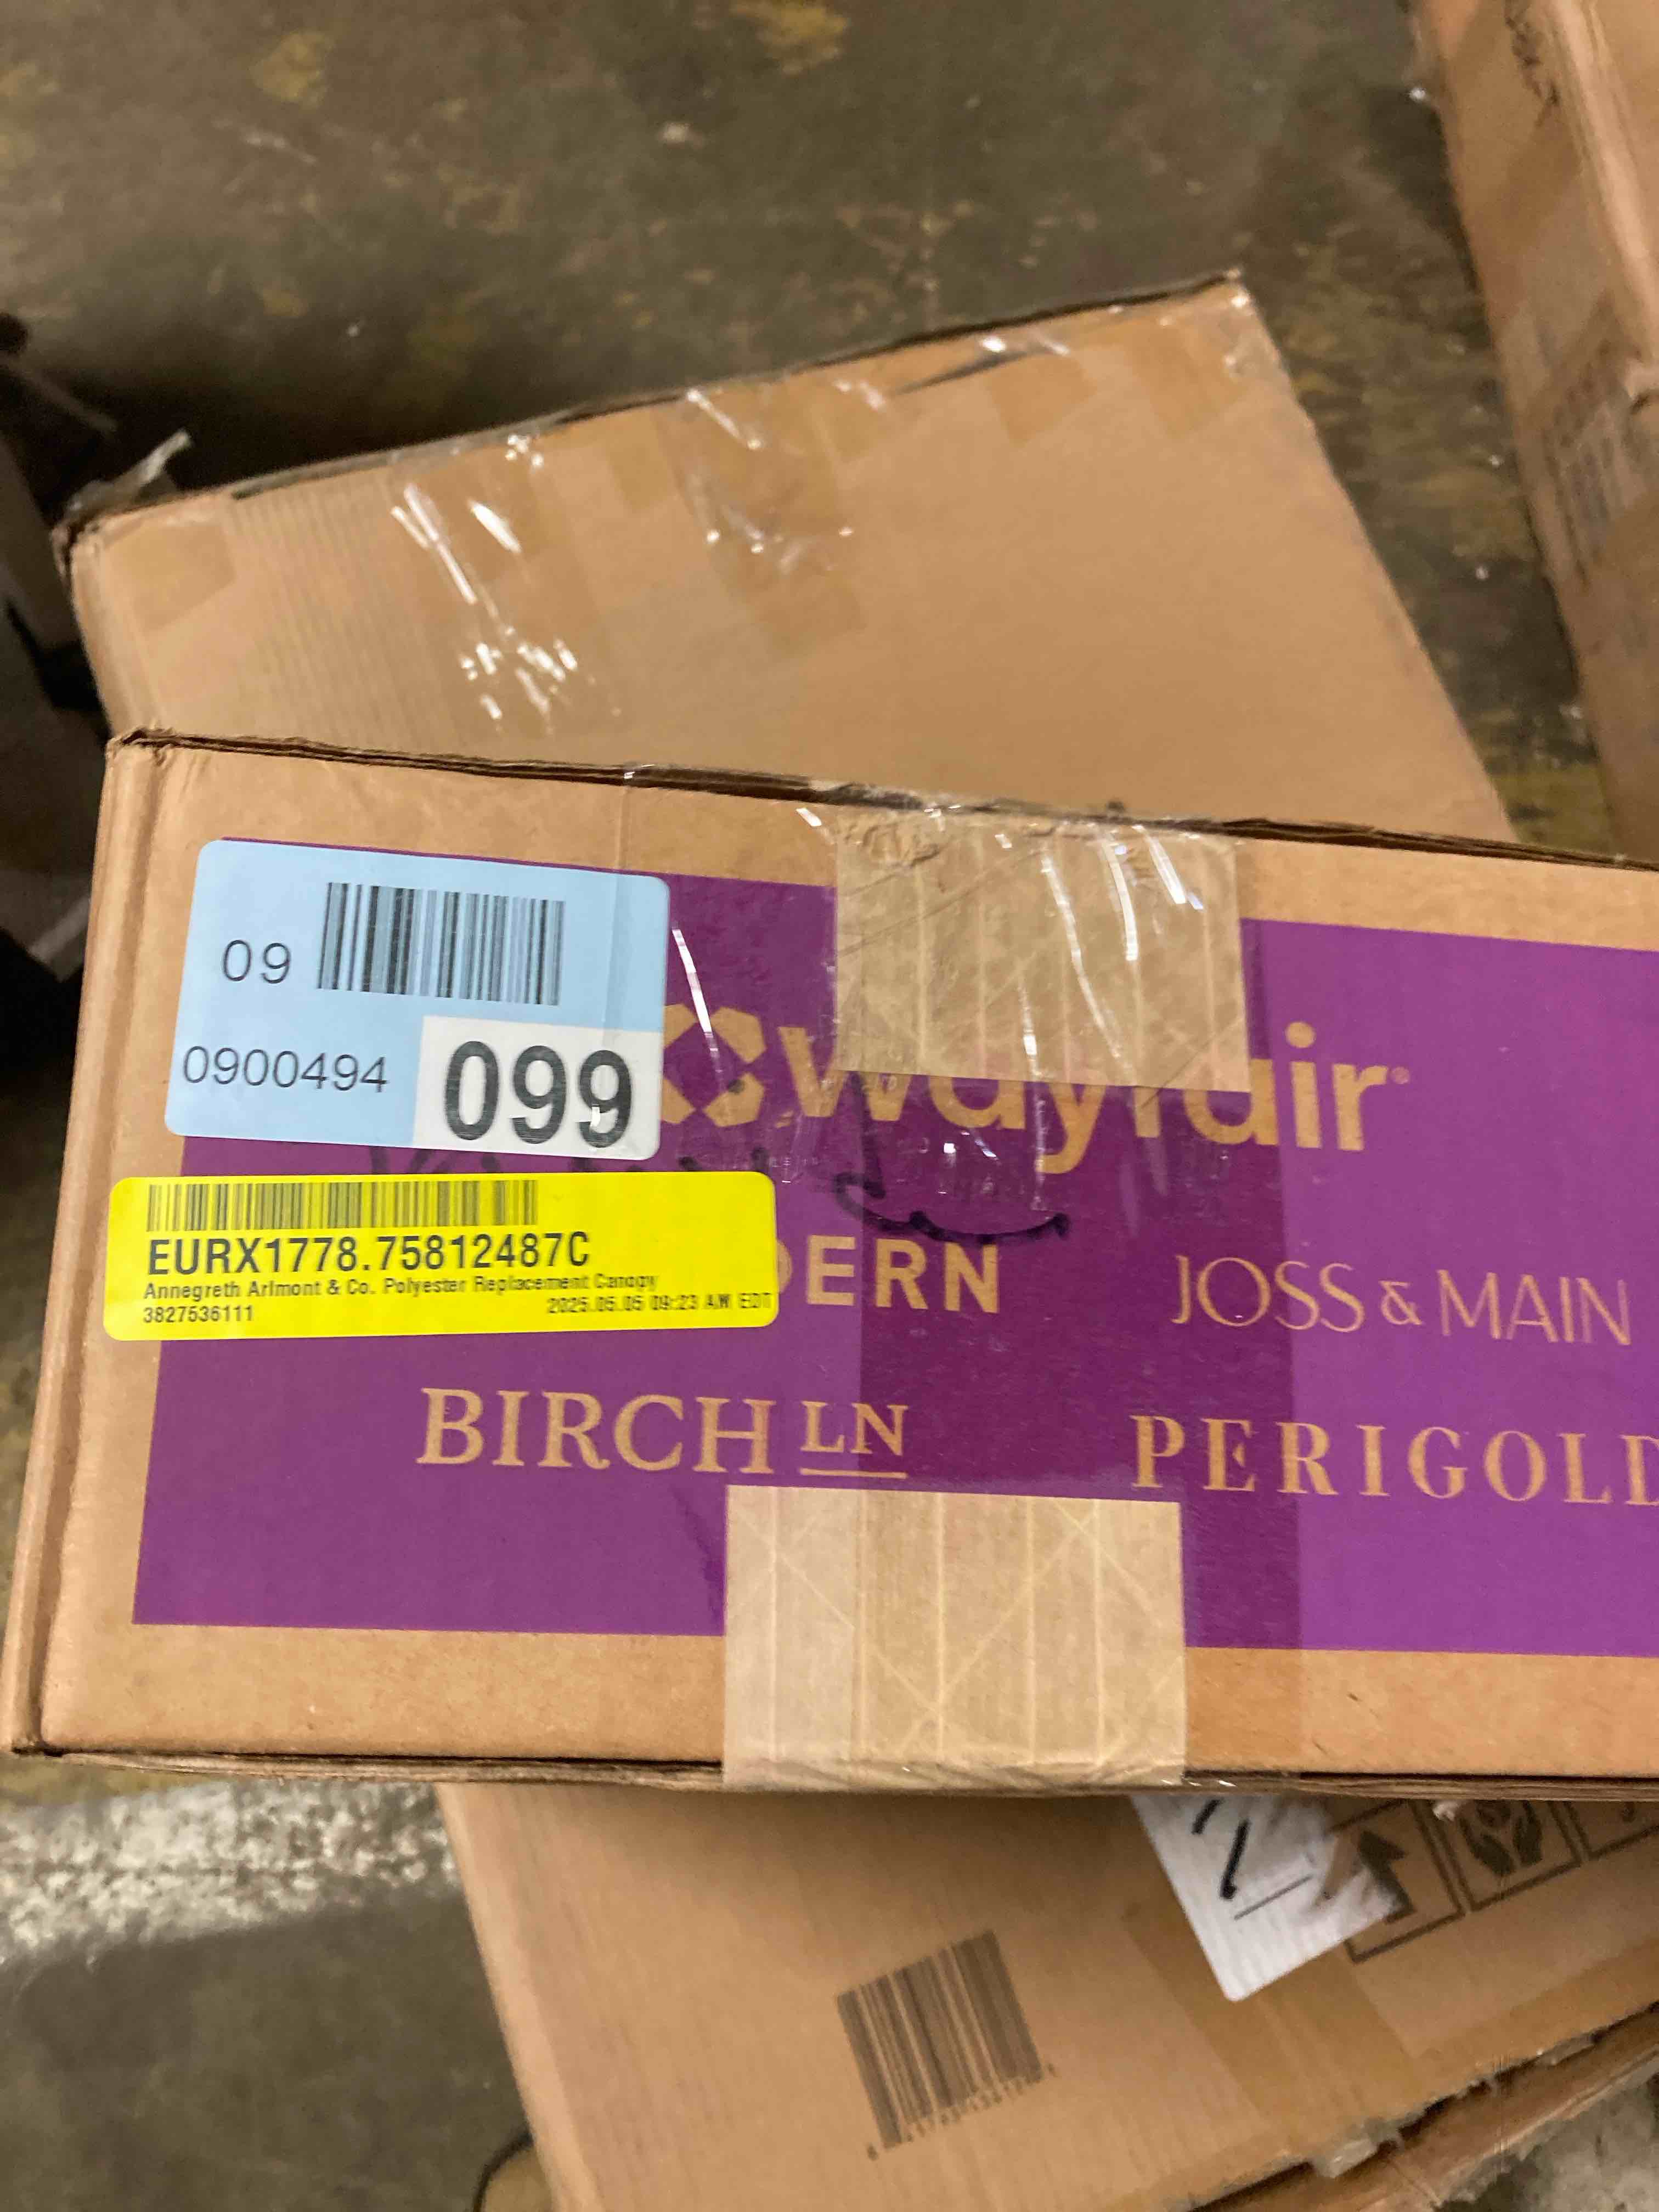 09
0900494
099
wayfair
EURX1778.75812487C
Annegreth Arlmont & Co. Polyester Replacement Canopy
3827536111
2025.05.05 09:23 AM EDT
DERN
JOSS & MAIN
BIRCH LN
PERIGOLD